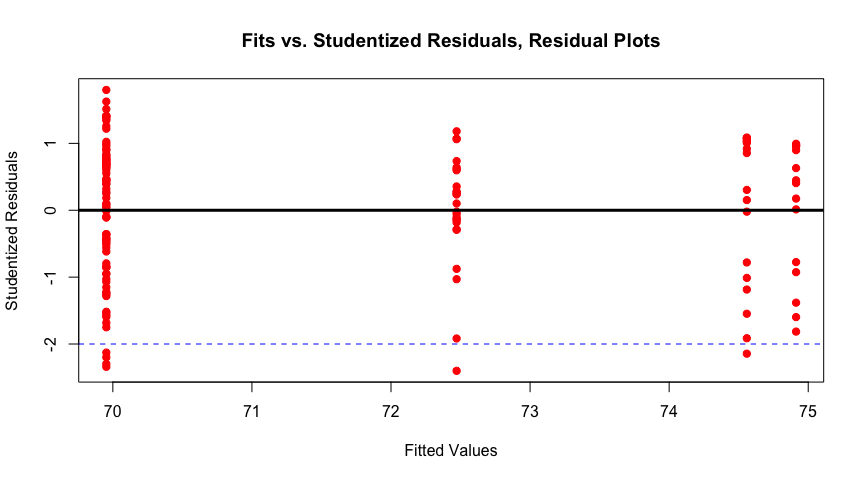 Fits vs. Studentized Residuals, Residual Plots
Studentized Residuals
1
0
-1
-2
70 71 72 73 74 75
Fitted Values